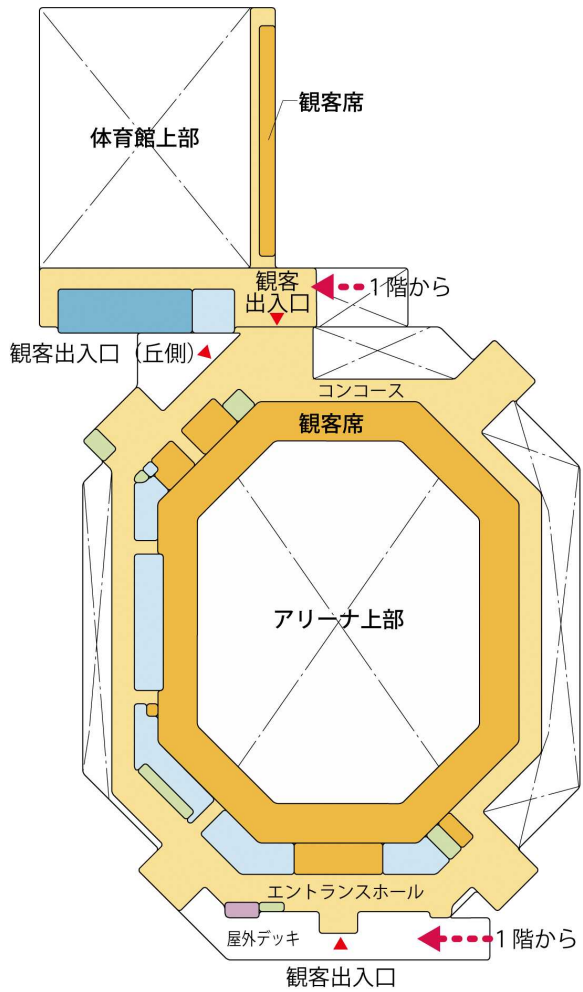 観客席
体育館上部
観客
出入口
1階から
観客出入口（丘側）
コンコース
観客席
アリーナ上部
エントランスホール
屋外デッキ
1階から
観客出入口